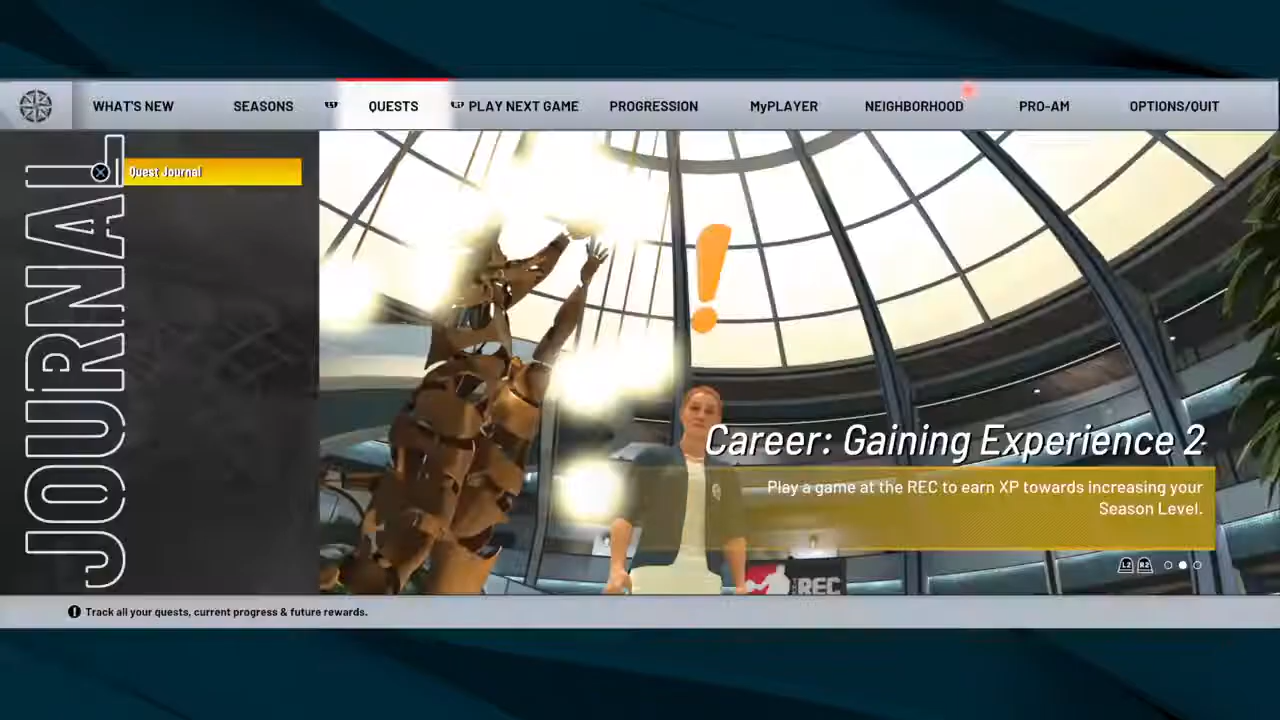 WHAT'S NEW
SEASONS
QUESTS
PLAY NEXT GAME
PROGRESSION
MyPLAYER
NEIGHBORHOOD
PRO-AM
OPTIONS/QUIT
JOURNAL
Quest Journal
Career: Gaining Experience 2
Play a game at the REC to earn XP towards increasing your
Season Level.
L2 R2
REC
Track all your quests, current progress & future rewards.